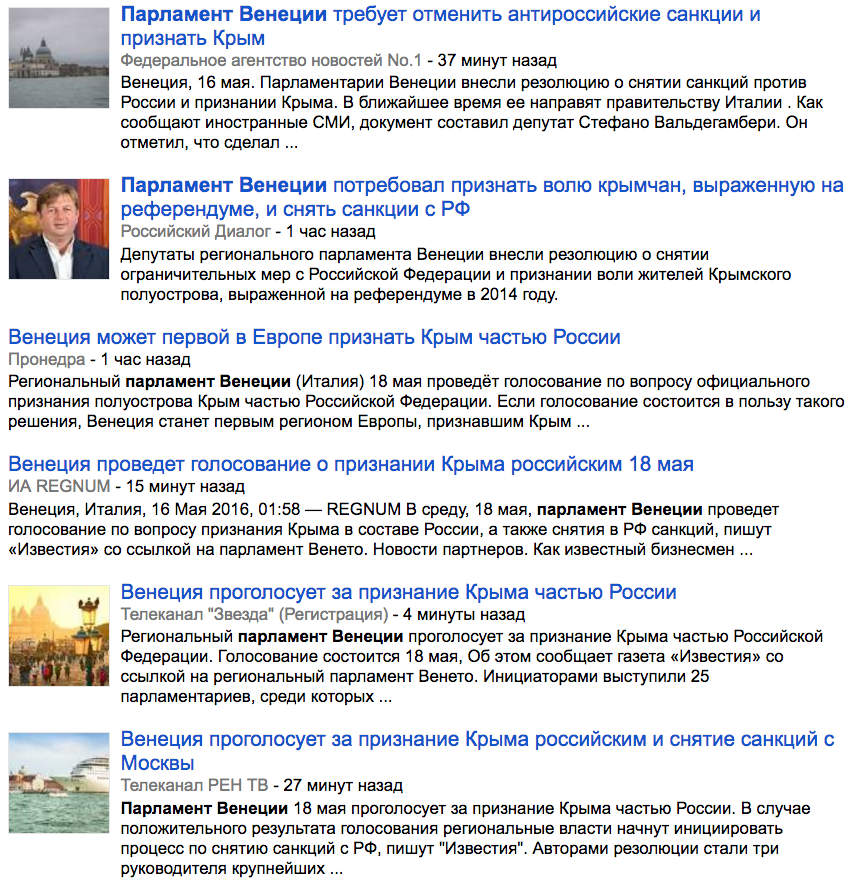 Парламент Венеции требует отменить антироссийские санкции и
признать Крым
Федеральное агентство новостей No.1 - 37 минут назад
Венеция, 16 мая. Парламентарии Венеции внесли резолюцию о снятии санкций против
России и признании Крыма. В ближайшее время ее направят правительству Италии . Как
сообщают иностранные СМИ, документ составил депутат Стефано Вальдегамбери. Он
отметил, что сделал ...
Парламент Венеции потребовал признать волю крымчан, выраженную на
референдуме, и снять санкции с РФ
Российский Диалог - 1 час назад
Депутаты регионального парламента Венеции внесли резолюцию о снятии
ограничительных мер с Российской Федерации и признании воли жителей Крымского
полуострова, выраженной на референдуме в 2014 году.
Венеция может первой в Европе признать Крым частью России
Пронедра - 1 час назад
Региональный парламент Венеции (Италия) 18 мая проведёт голосование по вопросу официального
признания полуострова Крым частью Российской Федерации. Если голосование состоится в пользу такого
решения, Венеция станет первым регионом Европы, признавшим Крым ...
Венеция проведет голосование о признании Крыма российским 18 мая
ИА REGNUM - 15 минут назад
Венеция, Италия, 16 Мая 2016, 01:58 — REGNUM В среду, 18 мая, парламент Венеции проведет
голосование по вопросу признания Крыма в составе России, а также снятия в РФ санкций, пишут
«Известия» со ссылкой на парламент Венето. Новости партнеров. Как известный бизнесмен ...
Венеция проголосует за признание Крыма частью России
Телеканал "Звезда" (Регистрация) - 4 минуты назад
Региональный парламент Венеции проголосует за признание Крыма частью Российской
Федерации. Голосование состоится 18 мая, Об этом сообщает газета «Известия» со
ссылкой на региональный парламент Венето. Инициаторами выступили 25
парламентариев, среди которых ...
Венеция проголосует за признание Крыма российским и снятие санкций с
Москвы
Телеканал РЕН ТВ - 27 минут назад
Парламент Венеции 18 мая проголосует за признание Крыма частью России. В случае
положительного результата голосования региональные власти начнут инициировать
процесс по снятию санкций с РФ, пишут "Известия". Авторами резолюции стали три
руководителя крупнейших ...